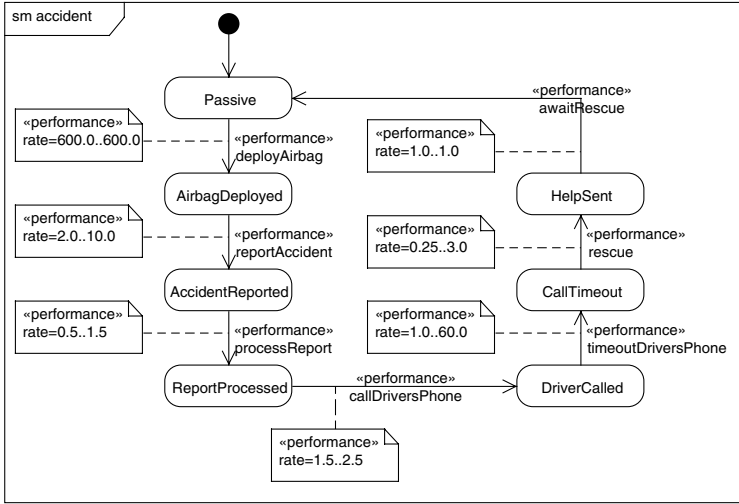 sm accident
Passive
«performance»
rate=600.0..600.0
«performance»
deployAirbag
AirbagDeployed
«performance»
rate=2.0..10.0
«performance»
reportAccident
AccidentReported
«performance»
rate=0.5..1.5
«performance»
processReport
ReportProcessed
«performance»
callDriversPhone
«performance»
rate=1.5..2.5
DriverCalled
«performance»
rate=1.0..60.0
«performance»
timeoutDriversPhone
CallTimeout
«performance»
rate=0.25..3.0
«performance»
rescue
HelpSent
«performance»
rate=1.0..1.0
«performance»
awaitRescue